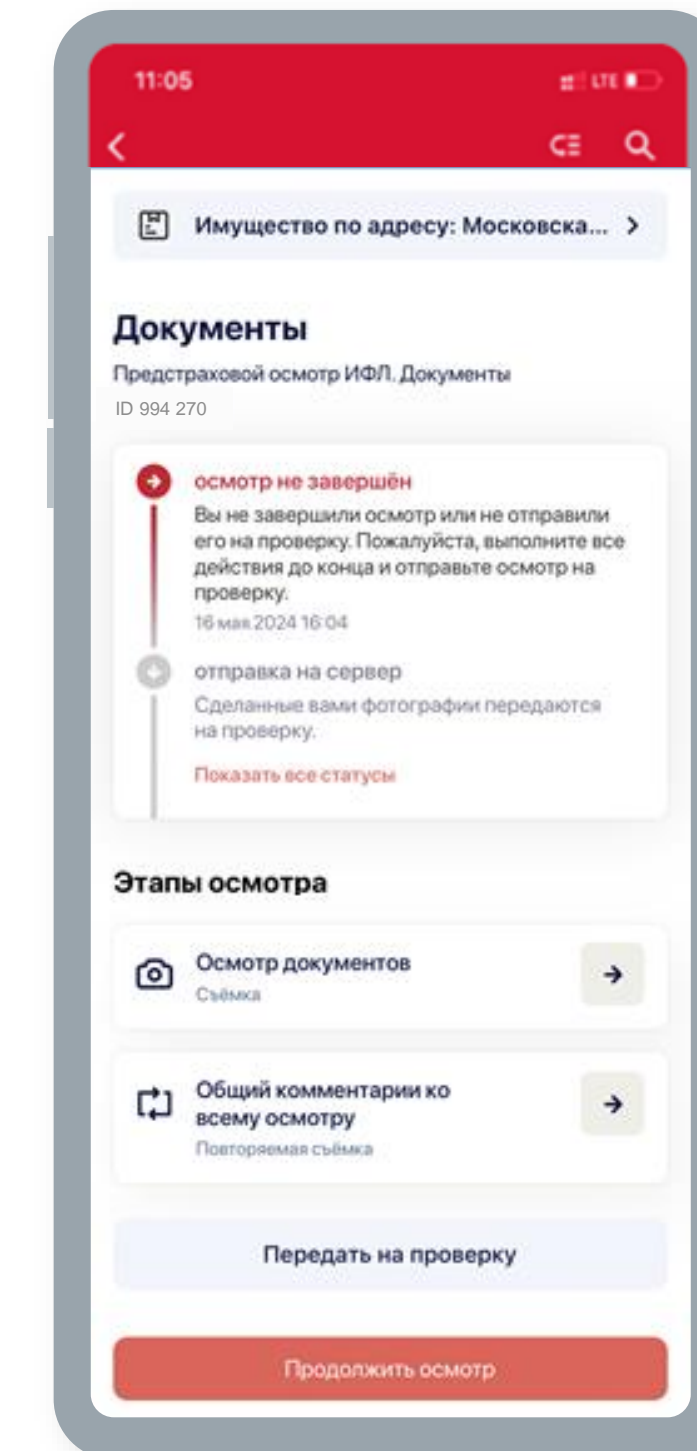 11:05
LTE
Имущество по адресу: Московска...
Документы
Предстраховой осмотр ИФЛ. Документы
ID 994 270
осмотр не завершён
Вы не завершили осмотр или не отправили
его на проверку. Пожалуйста, выполните все
действия до конца и отправьте осмотр на
проверку.
16 мая 2024 16:04
отправка на сервер
Сделанные вами фотографии передаются
на проверку.
Показать все статусы
Этапы осмотра
Осмотр документов
Съёмка
Общий комментарии ко
всему осмотру
Повторяемая съёмка
Передать на проверку
Продолжить осмотр